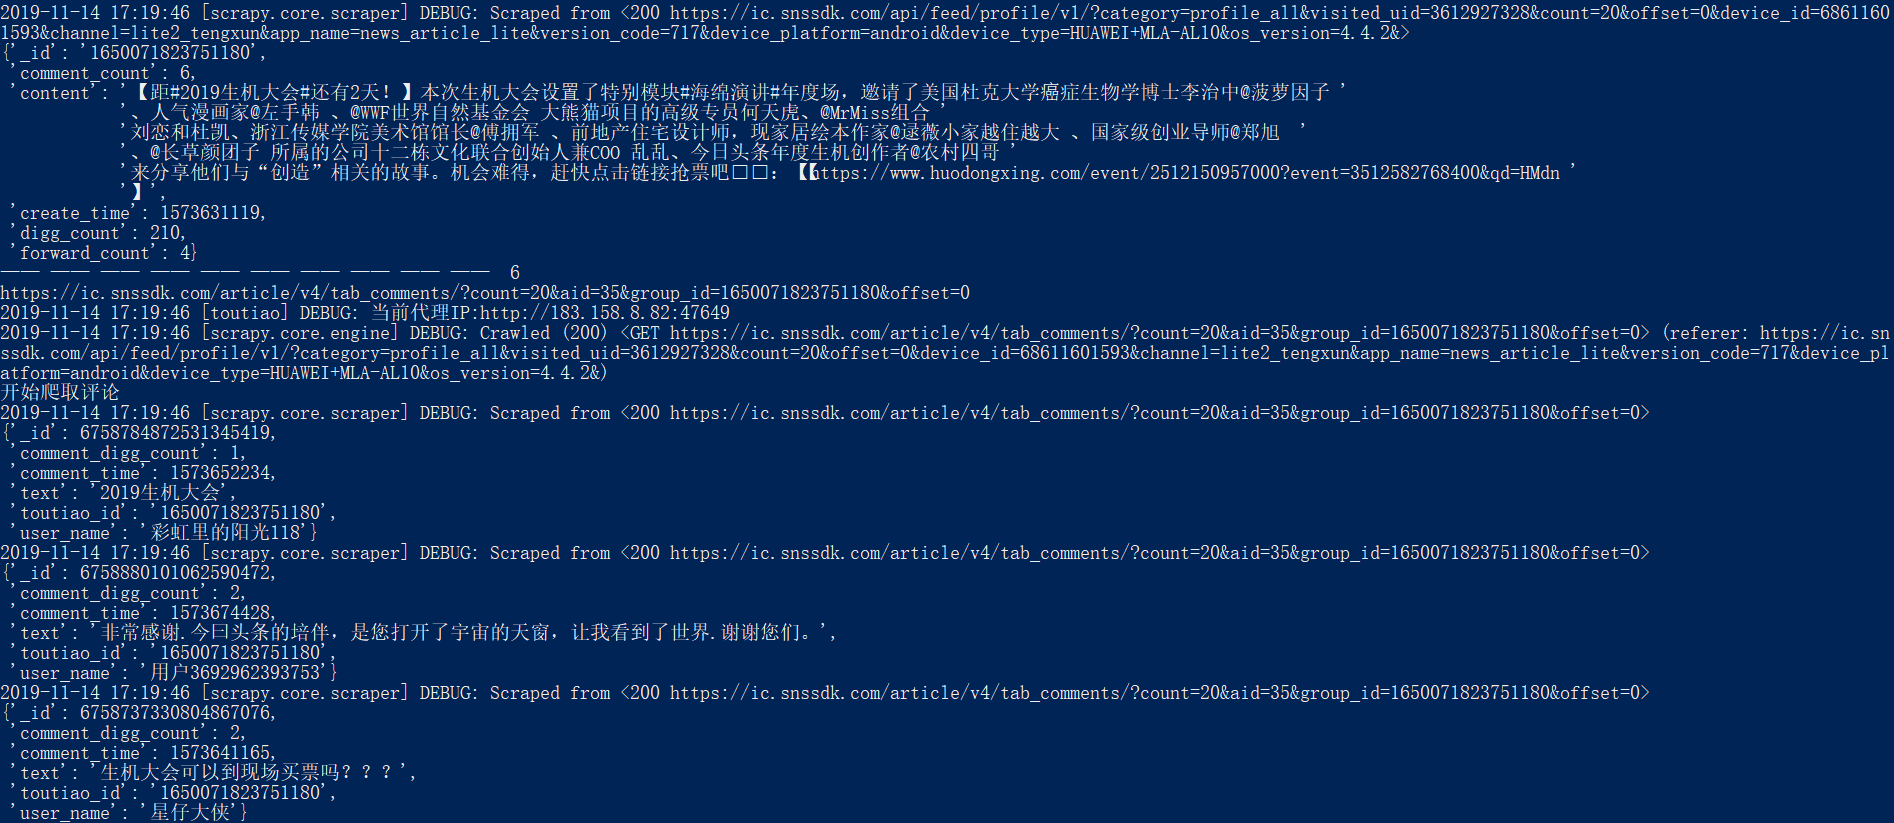 2019-11-14 17:19:46 [scrapy.core.scraper] DEBUG: Scraped from <200 https://ic.snssdk.com/api/feed/profile/v1/?category=profile_all&visited_uid=3612927328&count=20&offset=0&device_id=6861160
1593&channel=lite2_tengxun&app_name=news_article_lite&version_code=717&device_platform=android&device_type=HUAWEI+MLA-AL10&os_version=4.4.2&>
{'_id': '1650071823751180',
 'comment_count': 6,
 'content': '【距#2019生机大会#还有2天！】本次生机大会设置了特别模块#海绵演讲#年度场，邀请了美国杜克大学癌症生物学博士李治中@菠萝因子 '
            '、人气漫画家@左手韩 、@WWF世界自然基金会 大熊猫项目的高级专员何天虎、@MrMiss组合 '
            '刘恋和杜凯、浙江传媒学院美术馆馆长@傅拥军 、前地产住宅设计师，现家居绘本作家@逯薇小家越住越大 、国家级创业导师@郑旭  '
            '、@长草颜团子 所属的公司十二栋文化联合创始人兼COO 乱乱、今日头条年度生机创作者@农村四哥 '
            '来分享他们与“创造”相关的故事。机会难得，赶快点击链接抢票吧□□：【【https://www.huodongxing.com/event/2512150957000?event=3512582768400&qd=HMdn '
            '】',
 'create_time': 1573631119,
 'digg_count': 210,
 'forward_count': 4}
—— —— —— —— —— —— —— —— —— ——  6
https://ic.snssdk.com/article/v4/tab_comments/?count=20&aid=35&group_id=1650071823751180&offset=0
2019-11-14 17:19:46 [toutiao] DEBUG: 当前代理IP:http://183.158.8.82:47649
2019-11-14 17:19:46 [scrapy.core.engine] DEBUG: Crawled (200) <GET https://ic.snssdk.com/article/v4/tab_comments/?count=20&aid=35&group_id=1650071823751180&offset=0> (referer: https://ic.sn
ssdk.com/api/feed/profile/v1/?category=profile_all&visited_uid=3612927328&count=20&offset=0&device_id=68611601593&channel=lite2_tengxun&app_name=news_article_lite&version_code=717&device_pl
atform=android&device_type=HUAWEI+MLA-AL10&os_version=4.4.2&)
开始爬取评论
2019-11-14 17:19:46 [scrapy.core.scraper] DEBUG: Scraped from <200 https://ic.snssdk.com/article/v4/tab_comments/?count=20&aid=35&group_id=1650071823751180&offset=0>
{'_id': 6758784872531345419,
 'comment_digg_count': 1,
 'comment_time': 1573652234,
 'text': '2019生机大会',
 'toutiao_id': '1650071823751180',
 'user_name': '彩虹里的阳光118'}
2019-11-14 17:19:46 [scrapy.core.scraper] DEBUG: Scraped from <200 https://ic.snssdk.com/article/v4/tab_comments/?count=20&aid=35&group_id=1650071823751180&offset=0>
{'_id': 6758880101062590472,
 'comment_digg_count': 2,
 'comment_time': 1573674428,
 'text': '非常感谢.今曰头条的培伴，是您打开了宇宙的天窗，让我看到了世界.谢谢您们。',
 'toutiao_id': '1650071823751180',
 'user_name': '用户3692962393753'}
2019-11-14 17:19:46 [scrapy.core.scraper] DEBUG: Scraped from <200 https://ic.snssdk.com/article/v4/tab_comments/?count=20&aid=35&group_id=1650071823751180&offset=0>
{'_id': 6758737330804867076,
 'comment_digg_count': 2,
 'comment_time': 1573641165,
 'text': '生机大会可以到现场买票吗？？？',
 'toutiao_id': '1650071823751180',
 'user_name': '星仔大侠'}